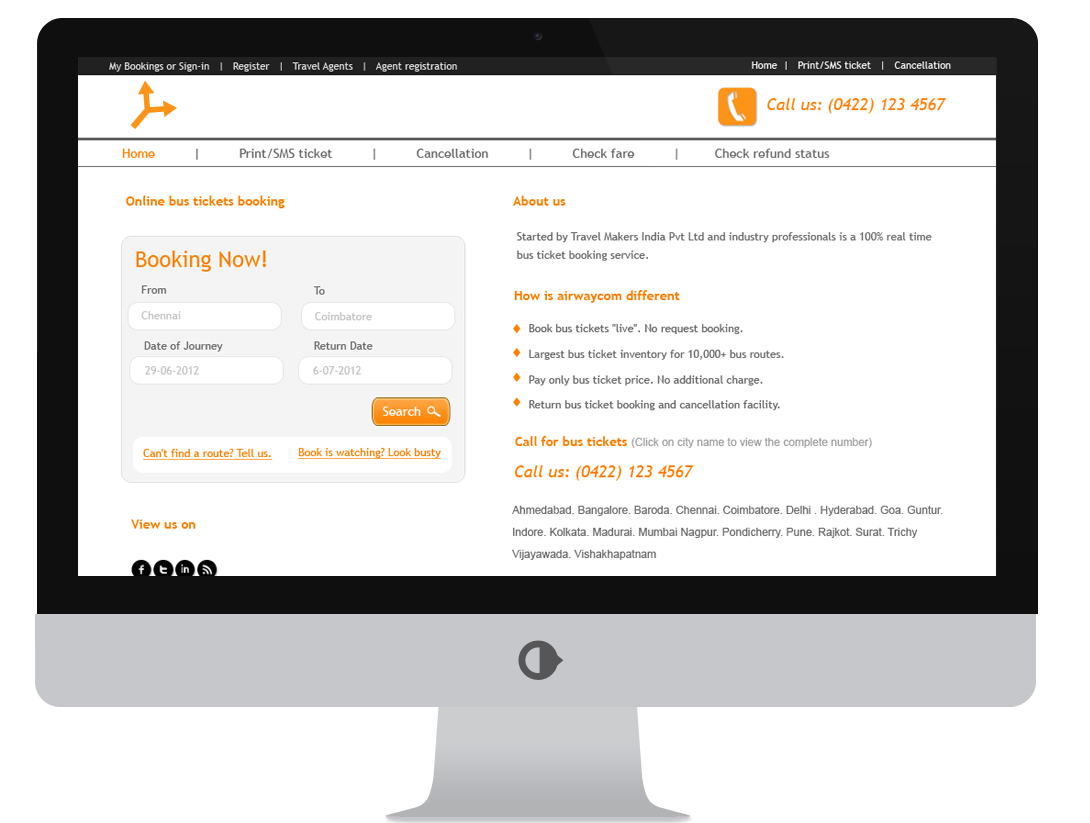 My Bookings or Sign-in | Register | Travel Agents | Agent registration
Home | Print/SMS ticket | Cancellation
Call us: (0422) 123 4567
Home | Print/SMS ticket | Cancellation | Check fare | Check refund status
Online bus tickets booking
Booking Now!
From To
Chennai Coimbatore
Date of Journey Return Date
29-06-2012 6-07-2012
Search
Can't find a route? Tell us. Book is watching? Look busty
View us on
About us
Started by Travel Makers India Pvt Ltd and industry professionals is a 100% real time
bus ticket booking service.
How is airwaycom different
Book bus tickets "live". No request booking.
Largest bus ticket inventory for 10,000+ bus routes.
Pay only bus ticket price. No additional charge.
Return bus ticket booking and cancellation facility.
Call for bus tickets (Click on city name to view the complete number)
Call us: (0422) 123 4567
Ahmedabad. Bangalore. Baroda. Chennai. Coimbatore. Delhi . Hyderabad. Goa. Guntur.
Indore. Kolkata. Madurai. Mumbai Nagpur. Pondicherry. Pune. Rajkot. Surat. Trichy
Vijayawada. Vishakhapatnam